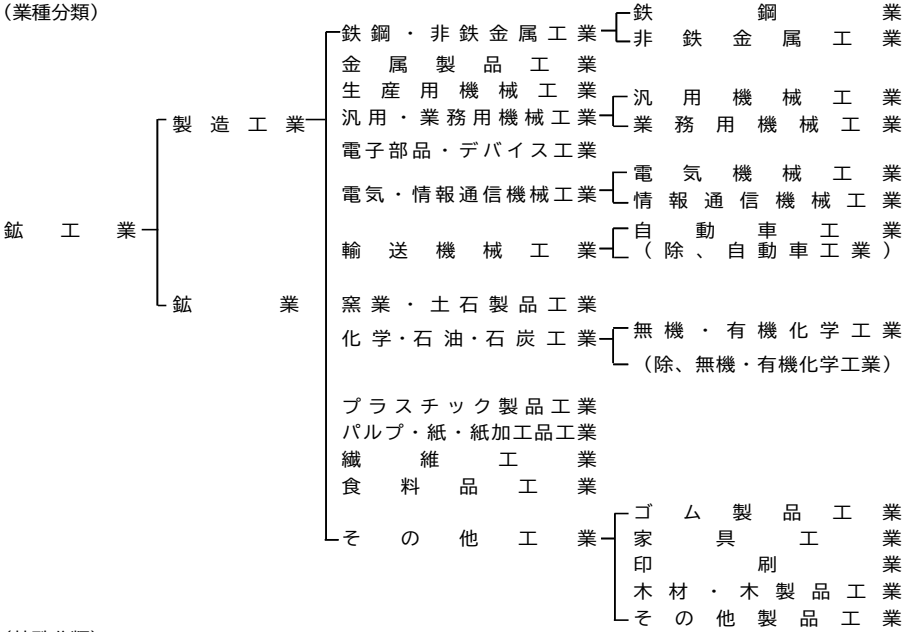 （業種分類）
鉱工業
製造工業
鉱業
鉄鋼・非鉄金属工業
鉄鋼業
非鉄金属工業
金属製品工業
生産用機械工業
汎用・業務用機械工業
汎用機械工業
業務用機械工業
電子部品・デバイス工業
電気・情報通信機械工業
電気機械工業
情報通信機械工業
輸送機械工業
自動車工業
（除、自動車工業）
窯業・土石製品工業
化学・石油・石炭工業
無機・有機化学工業
（除、無機・有機化学工業）
プラスチック製品工業
パルプ・紙・紙加工品工業
繊維工業
食料品工業
その他工業
ゴム製品工業
家具工業
印刷業
木材・木製品工業
その他製品工業